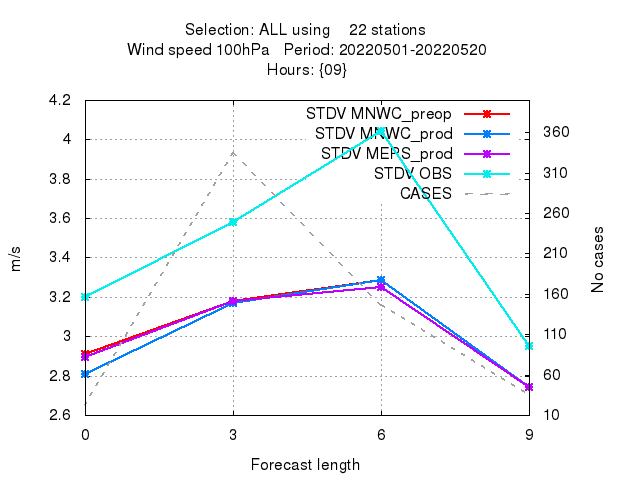 Selection: ALL using 22 stations
Wind speed 100hPa Period: 20220501-20220520
Hours: {09}
4.2
4
3.8
3.6
3.4
3.2
3
2.8
2.6
m/s
STDV MNWC_preop
STDV MNWC_prod
STDV MEPS_prod
STDV OBS
CASES
360
310
260
210
160
110
60
10
No cases
0 3 6 9
Forecast length